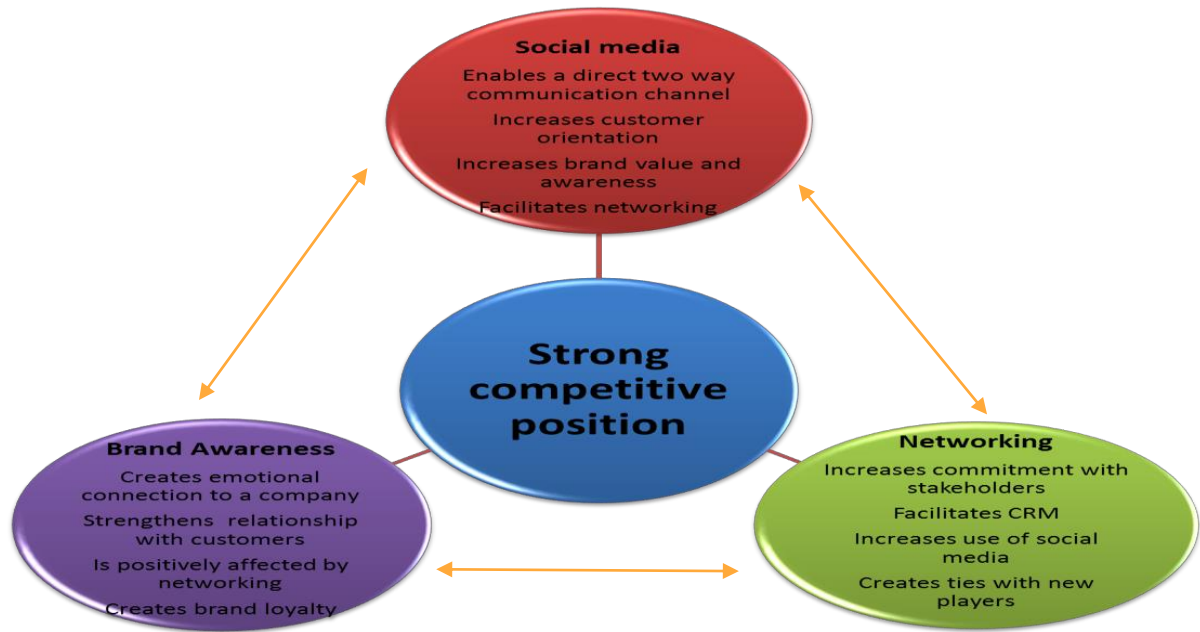 Social media
Enables a direct two way
communication channel
Increases customer
orientation
Increases brand value and
awareness
Facilitates networking
Strong
competitive
position
Brand Awareness
Creates emotional
connection to a company
Strengthens relationship
with customers
Is positively affected by
networking
Creates brand loyalty
Networking
Increases commitment with
stakeholders
Facilitates CRM
Increases use of social
media
Creates ties with new
players